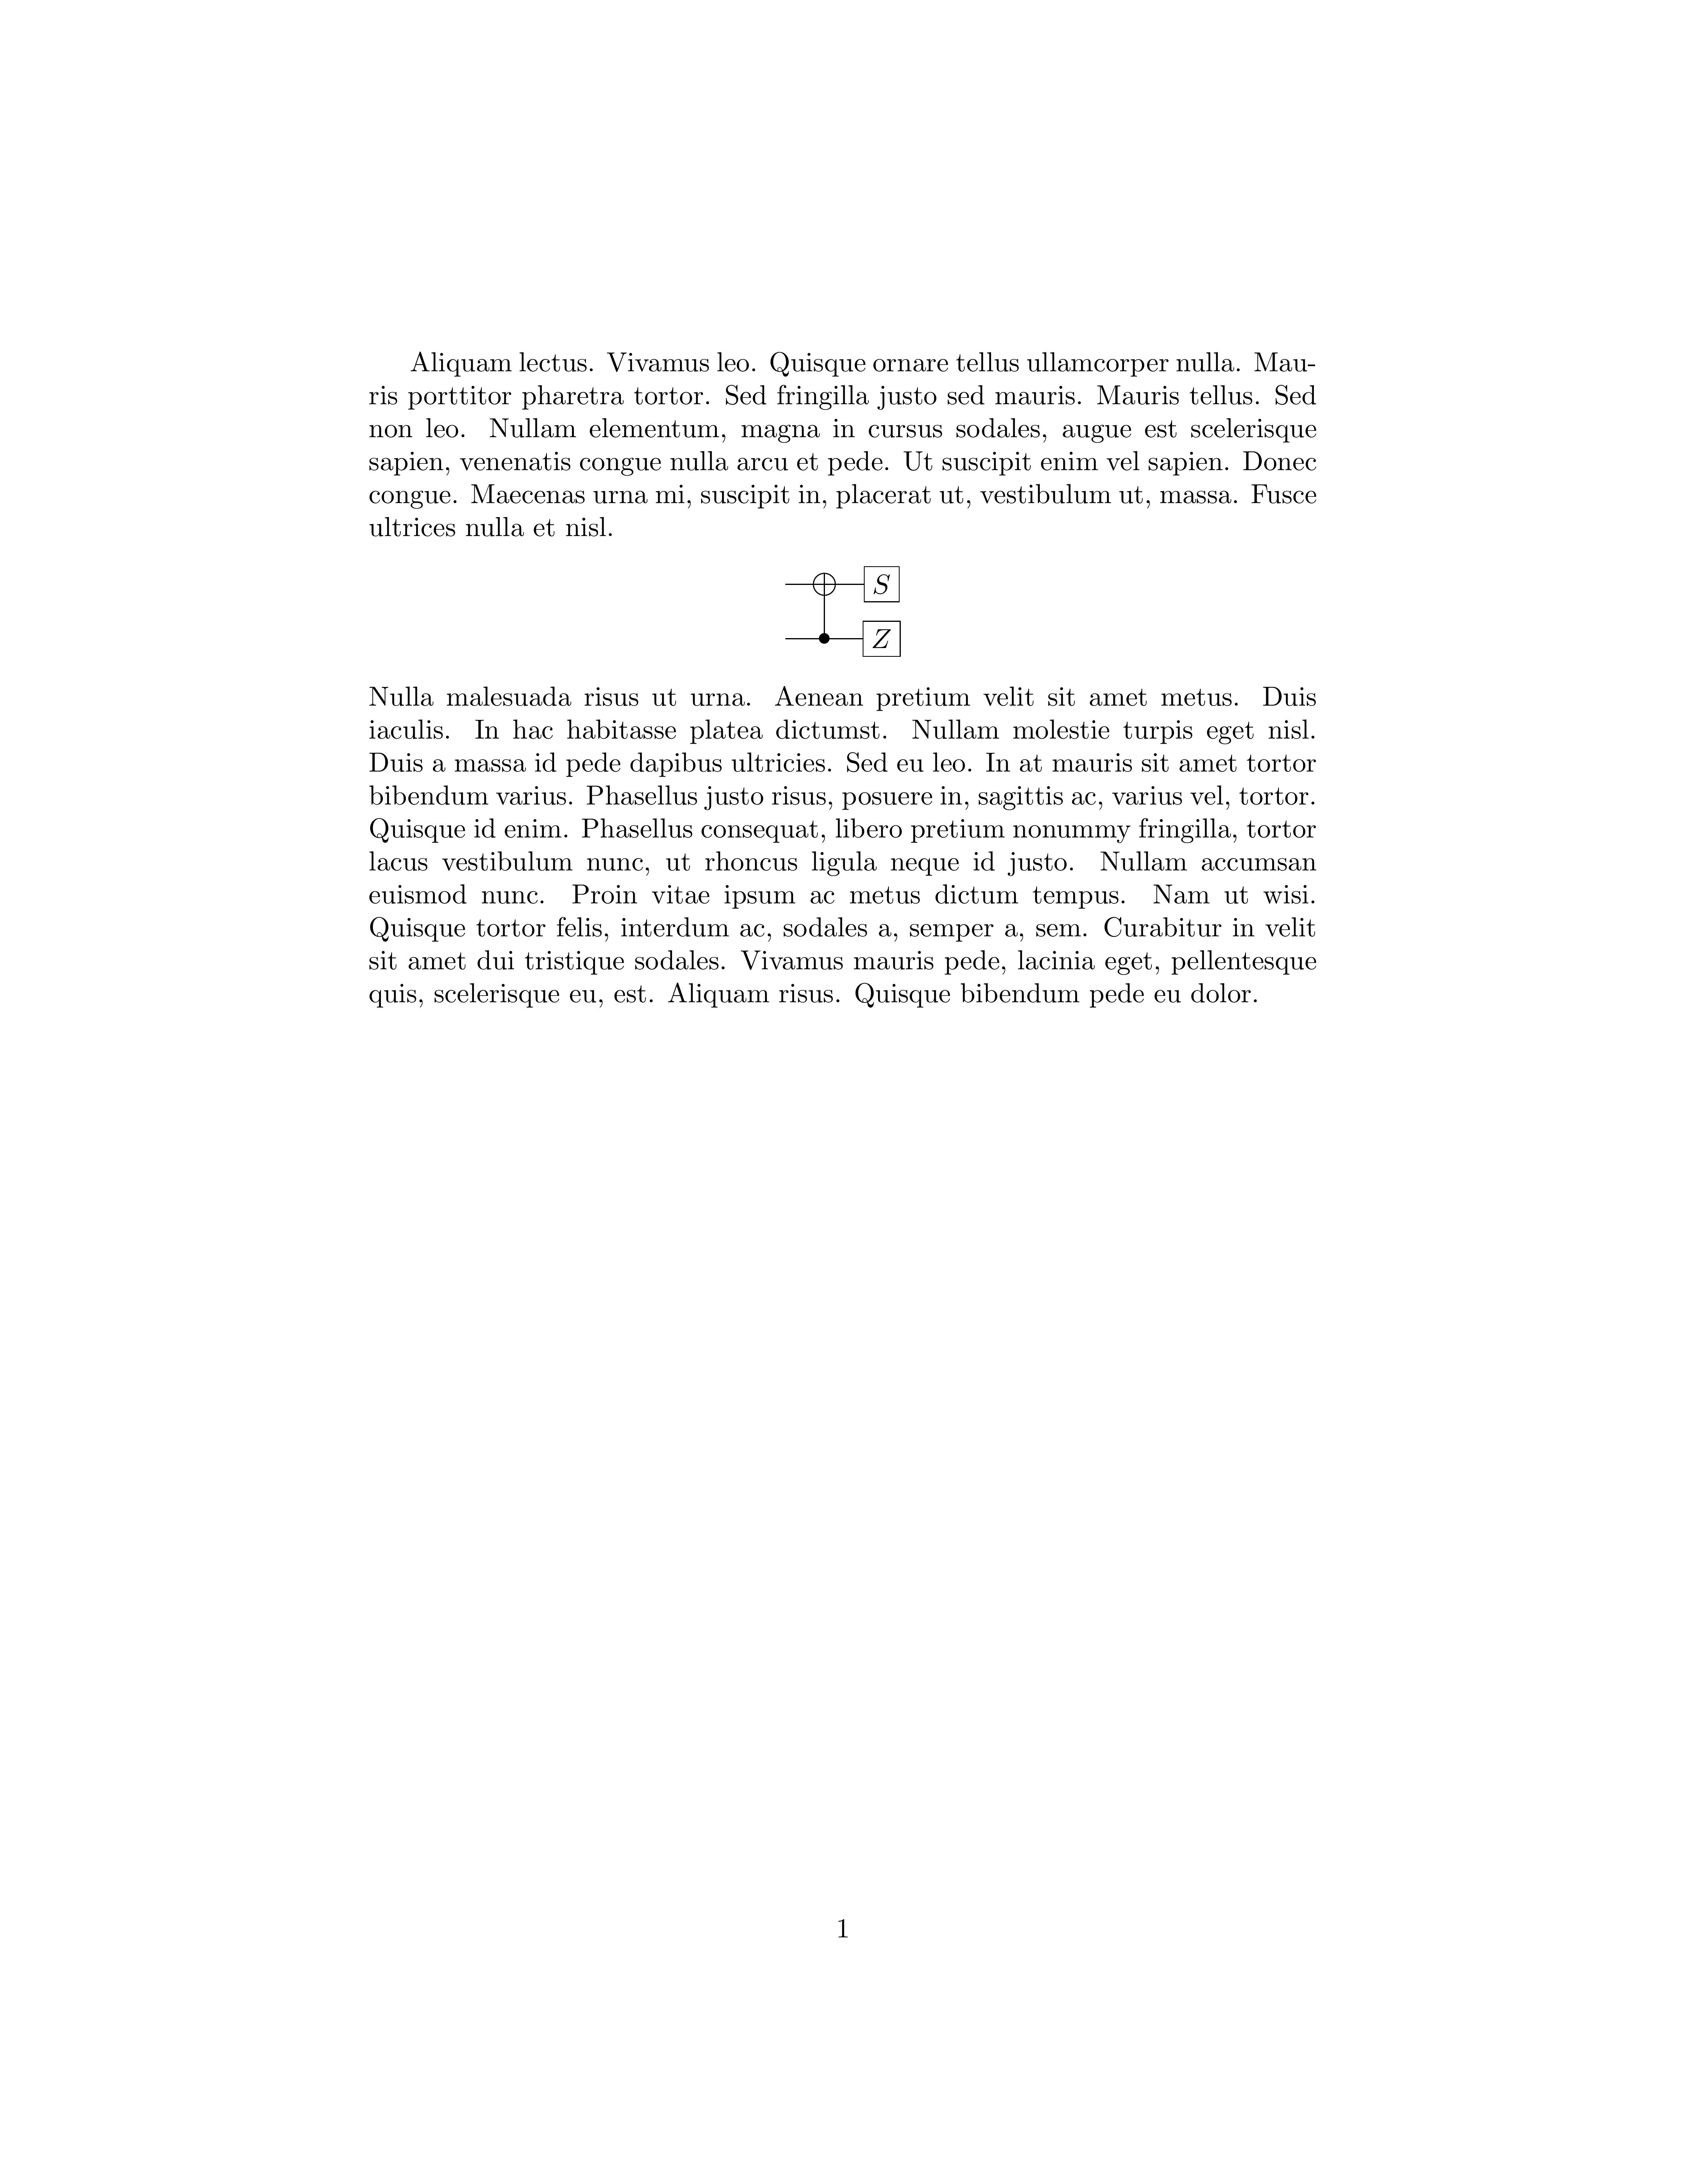 Aliquam lectus. Vivamus leo. Quisque ornare tellus ullamcorper nulla. Mau-
ris porttitor pharetra tortor. Sed fringilla justo sed mauris. Mauris tellus. Sed
non leo. Nullam elementum, magna in cursus sodales, augue est scelerisque
sapien, venenatis congue nulla arcu et pede. Ut suscipit enim vel sapien. Donec
congue. Maecenas urna mi, suscipit in, placerat ut, vestibulum ut, massa. Fusce
ultrices nulla et nisl.
S
Z
Nulla malesuada risus ut urna. Aenean pretium velit sit amet metus. Duis
iaculis. In hac habitasse platea dictumst. Nullam molestie turpis eget nisl.
Duis a massa id pede dapibus ultricies. Sed eu leo. In at mauris sit amet tortor
bibendum varius. Phasellus justo risus, posuere in, sagittis ac, varius vel, tortor.
Quisque id enim. Phasellus consequat, libero pretium nonummy fringilla, tortor
lacus vestibulum nunc, ut rhoncus ligula neque id justo. Nullam accumsan
euismod nunc. Proin vitae ipsum ac metus dictum tempus. Nam ut wisi.
Quisque tortor felis, interdum ac, sodales a, semper a, sem. Curabitur in velit
sit amet dui tristique sodales. Vivamus mauris pede, lacinia eget, pellentesque
quis, scelerisque eu, est. Aliquam risus. Quisque bibendum pede eu dolor.
1